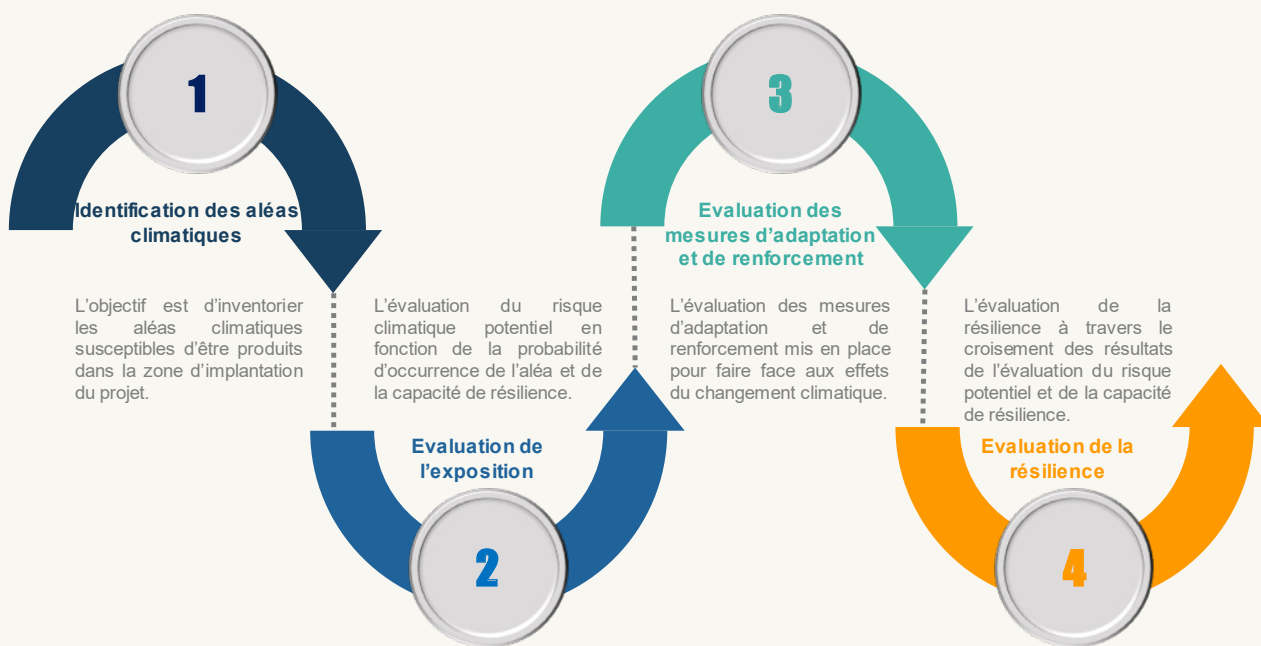 1
Identification des aléas
climatiques
L'objectif est d'inventorier
les aléas climatiques
susceptibles d'être produits
dans la zone d'implantation
du projet.
2
Evaluation de
l'exposition
L'évaluation du risque
climatique potentiel en
fonction de la probabilité
d'occurrence de l'aléa et de
la capacité de résilience.
3
Evaluation des
mesures d'adaptation
et de renforcement
L'évaluation des mesures
d'adaptation et de
renforcement mis en place
pour faire face aux effets
du changement climatique.
4
Evaluation de la
résilience
L'évaluation de la
résilience à travers le
croisement des résultats
de l'évaluation du risque
potentiel et de la capacité
de résilience.